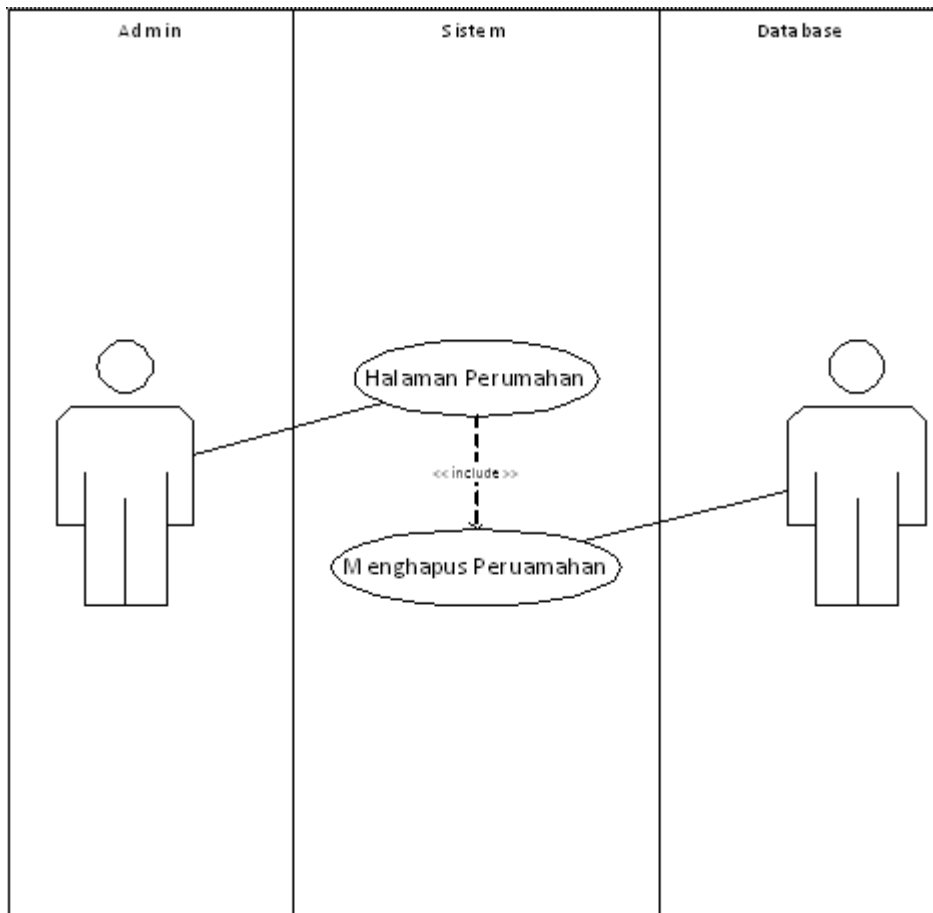 Admin
Sistem
Database
Halaman Perumahan
<< include >>
Menghapus Peruamahan